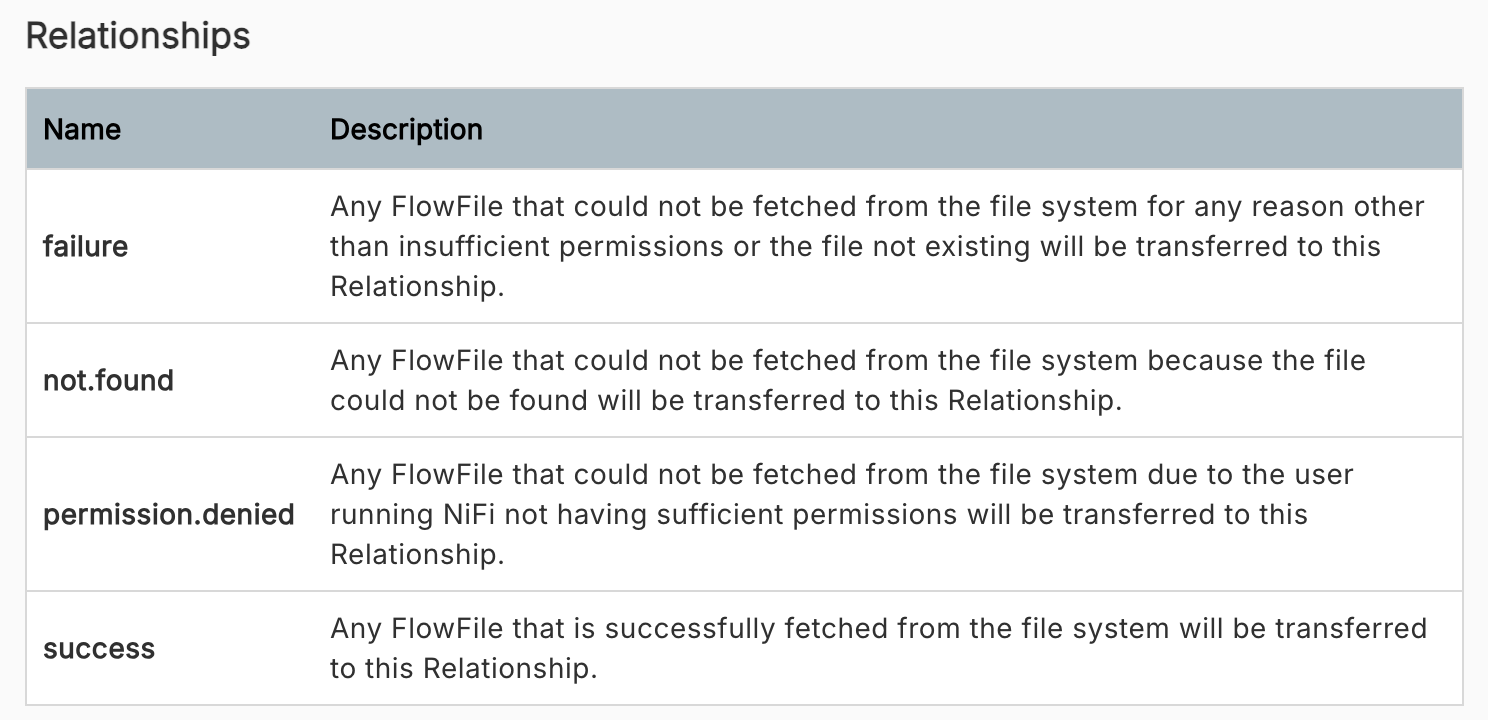 Relationships
Name Description
failure
Any FlowFile that could not be fetched from the file system for any reason other
than insufficient permissions or the file not existing will be transferred to this
Relationship.
not.found
Any FlowFile that could not be fetched from the file system because the file
could not be found will be transferred to this Relationship.
permission.denied
Any FlowFile that could not be fetched from the file system due to the user
running NiFi not having sufficient permissions will be transferred to this
Relationship.
success
Any FlowFile that is successfully fetched from the file system will be transferred
to this Relationship.